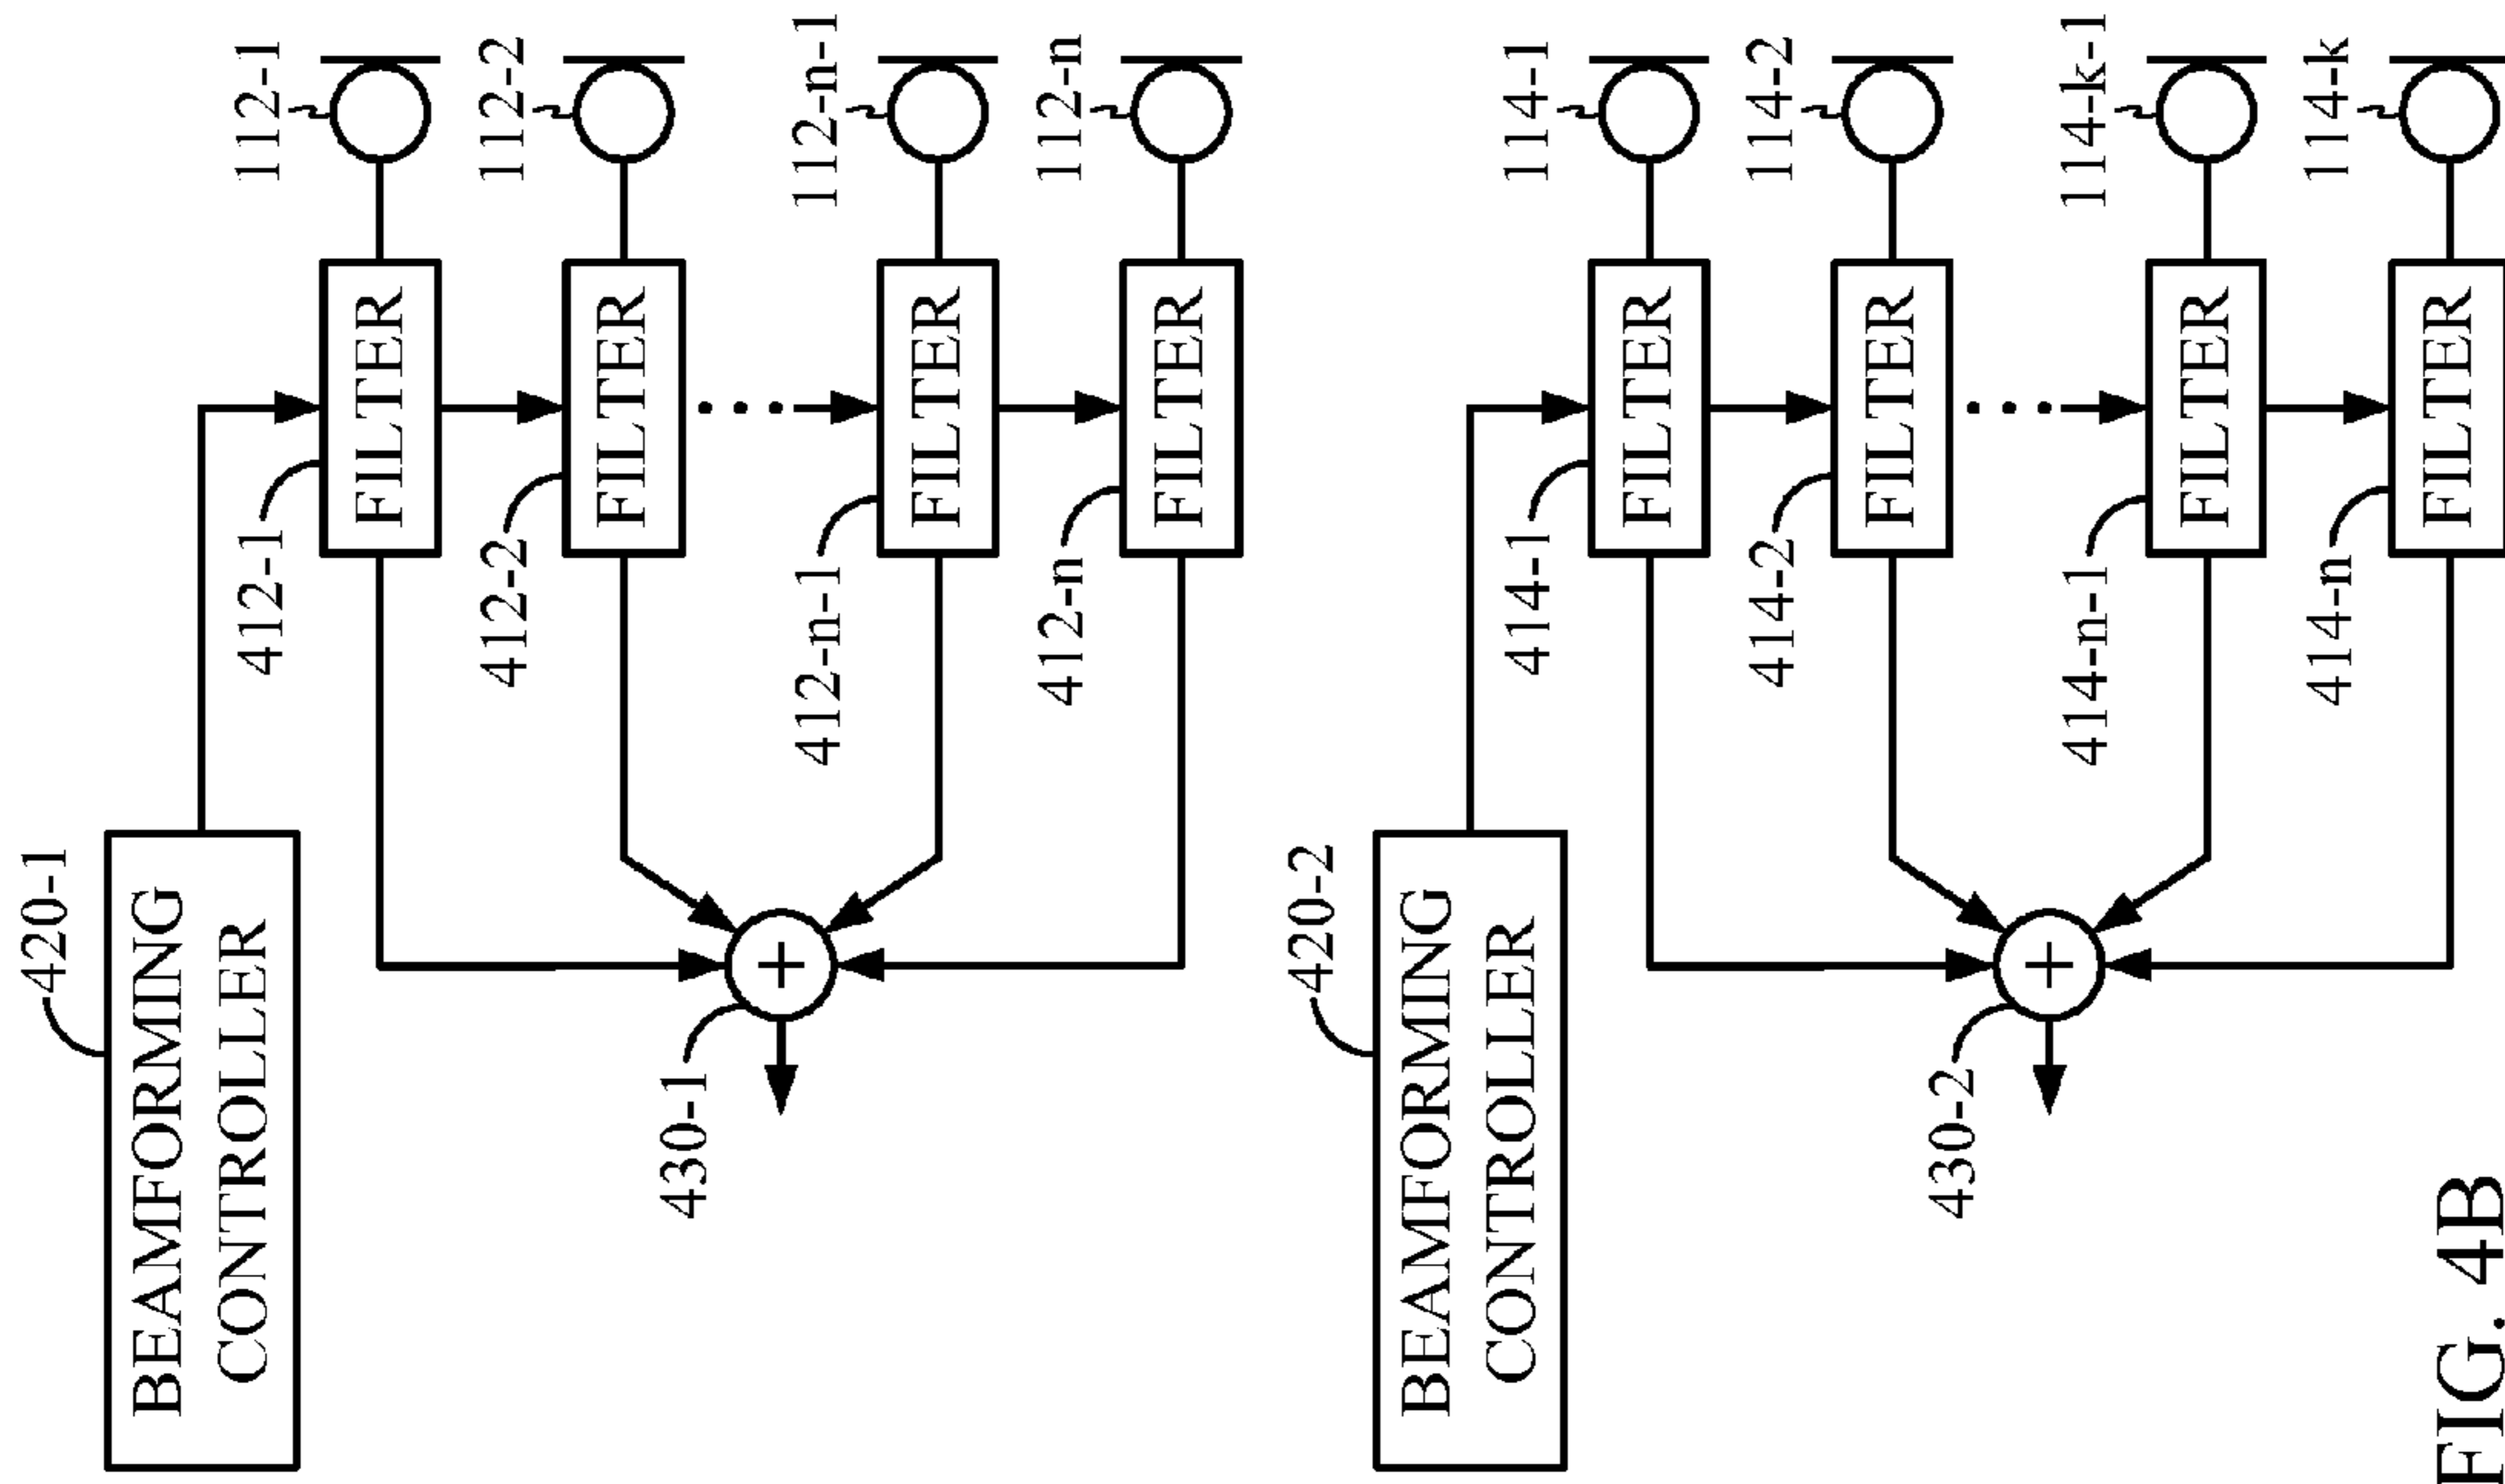 420-1
BEAMFORMING
CONTROLLER
412-1
FILTER
112-1
412-2
FILTER
112-2
412-n-1
FILTER
112-n-1
412-n
FILTER
112-n
430-1
+
420-2
BEAMFORMING
CONTROLLER
414-1
FILTER
114-1
414-2
FILTER
114-2
414-n-1
FILTER
114-k-1
414-n
FILTER
114-k
430-2
+
FIG. 4B